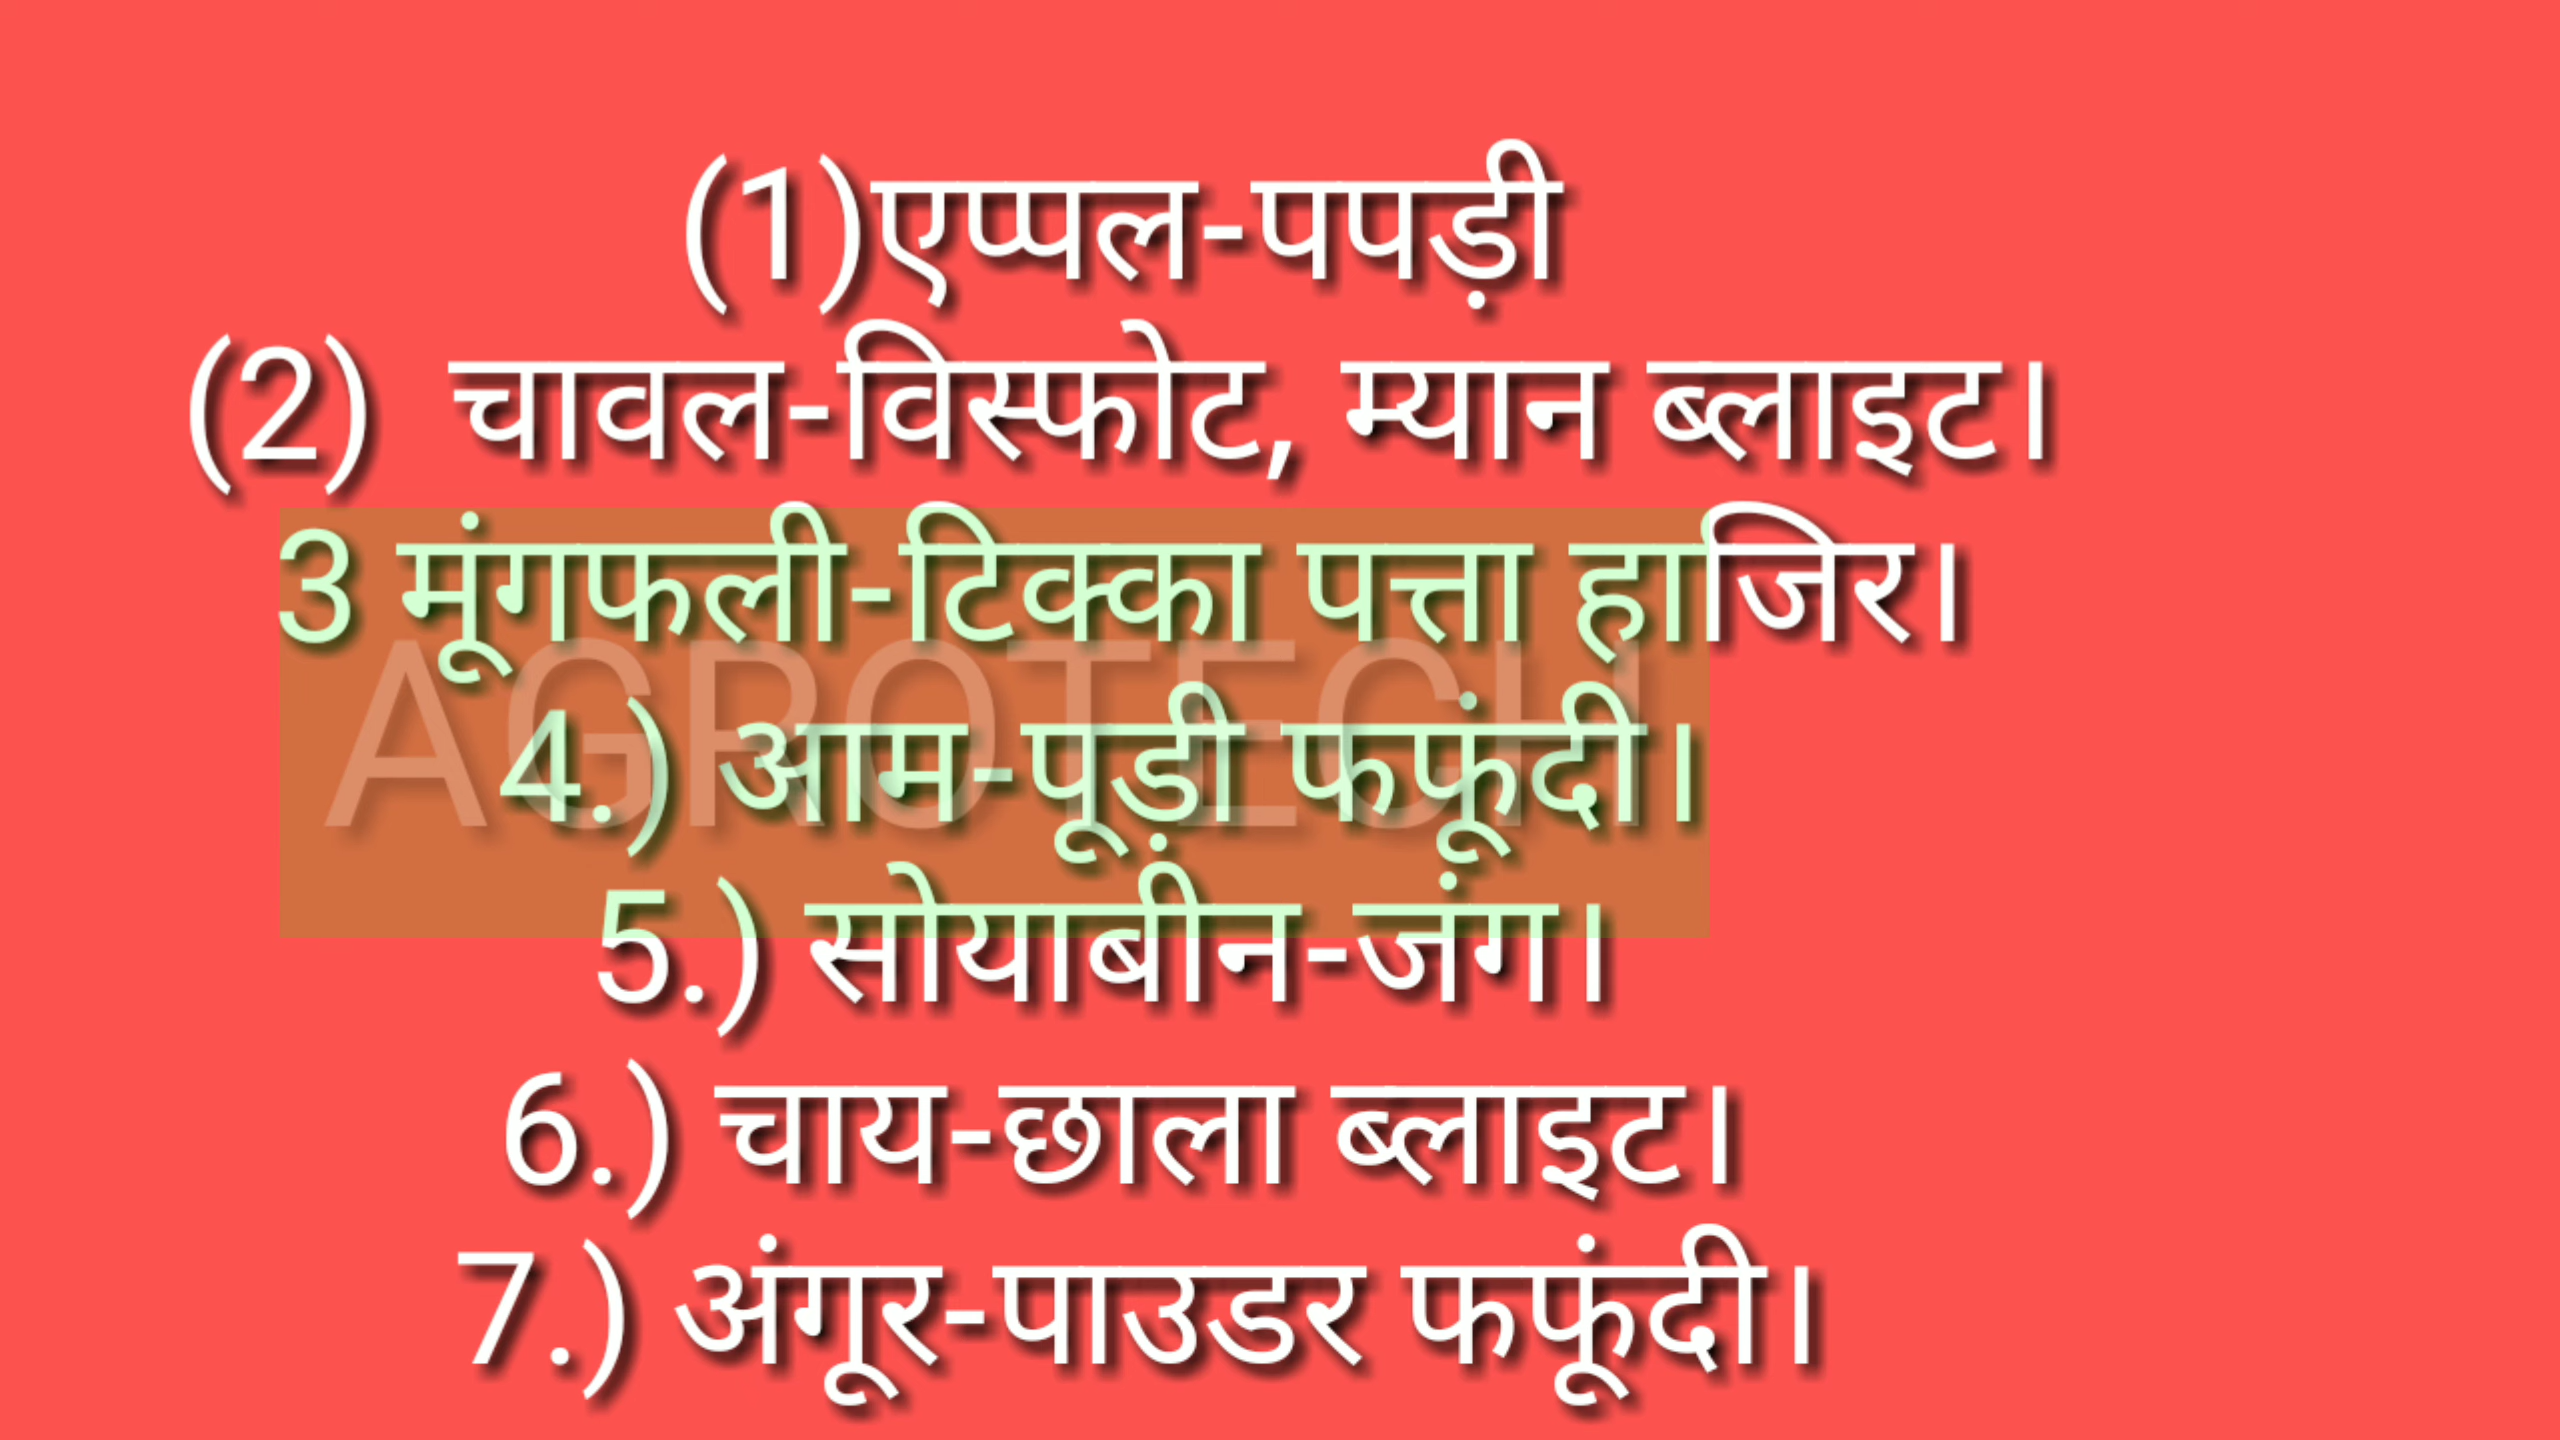 (1)एप्पल-पपड़ी
(2) चावल-विस्फोट, म्यान ब्लाइट।
3 मूंगफली-टिक्का पत्ता हाजिर।
AGROTECH
4.) आम-पूड़ी फफूंदी।
5.) सोयाबीन-जंग।
6.) चाय-छाला ब्लाइट।
7.) अंगूर-पाउडर फफूंदी।